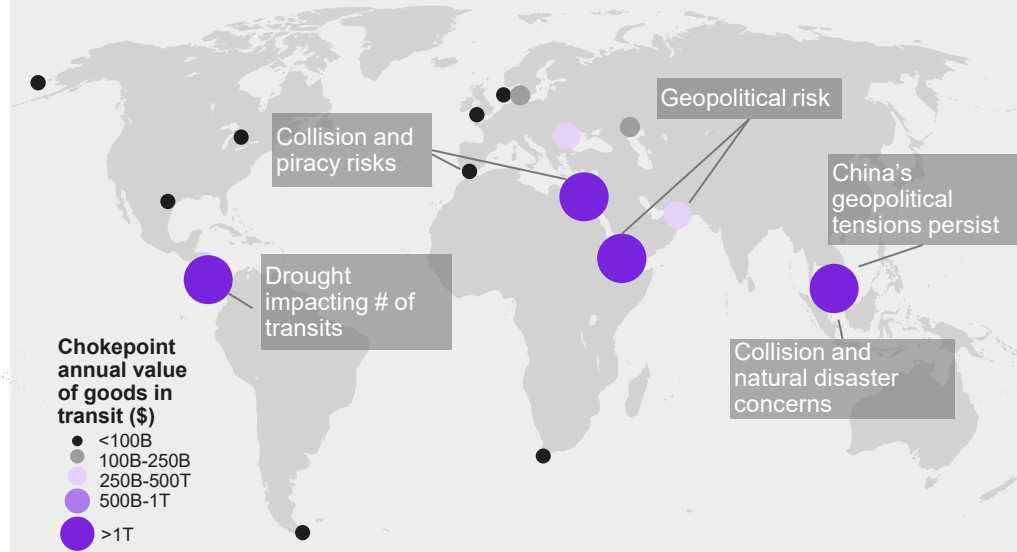 Geopolitical risk
Collision and
piracy risks
China’s
geopolitical
tensions persist
Drought
impacting # of
transits
Collision and
natural disaster
concerns
Chokepoint
annual value
of goods in
transit ($)
<100B
100B-250B
250B-500T
500B-1T
>1T